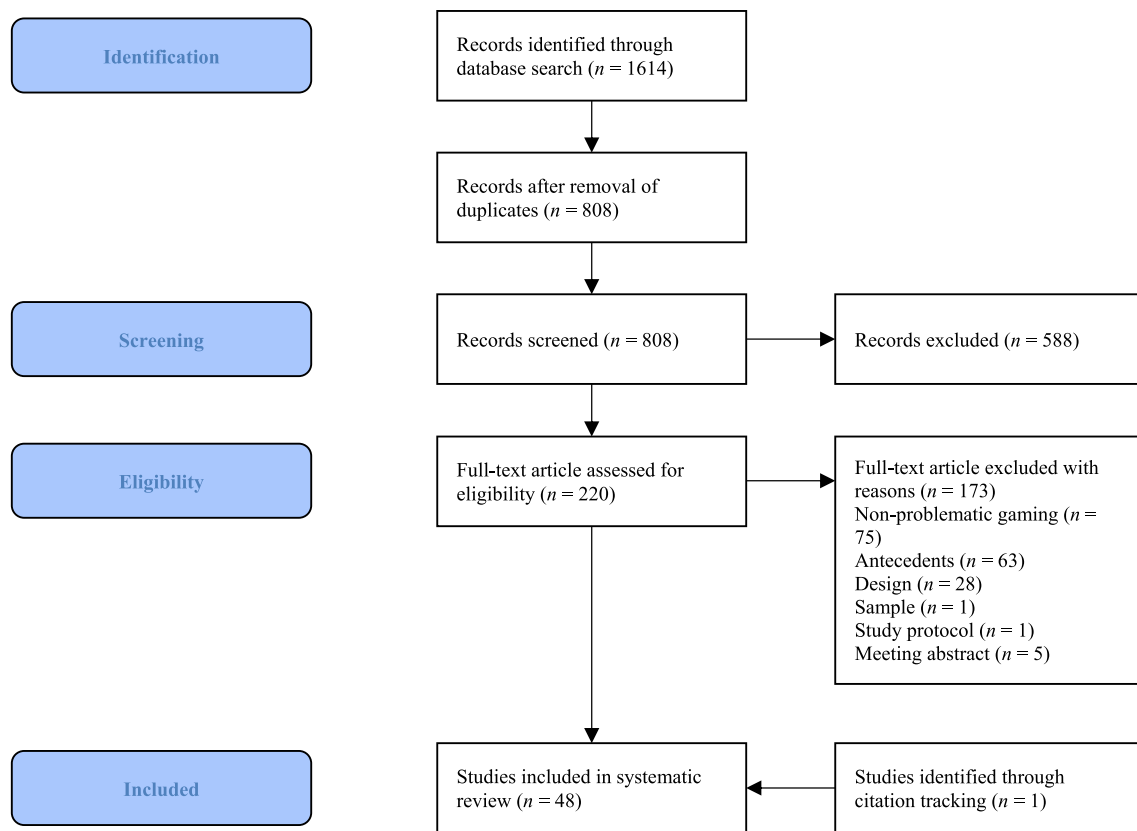 Identification
Records identified through
database search (n = 1614)
Records after removal of
duplicates (n = 808)
Screening
Records screened (n = 808)
Records excluded (n = 588)
Eligibility
Full-text article assessed for
eligibility (n = 220)
Full-text article excluded with
reasons (n = 173)
Non-problematic gaming (n =
75)
Antecedents (n = 63)
Design (n = 28)
Sample (n = 1)
Study protocol (n = 1)
Meeting abstract (n = 5)
Included
Studies included in systematic
review (n = 48)
Studies identified through
citation tracking (n = 1)